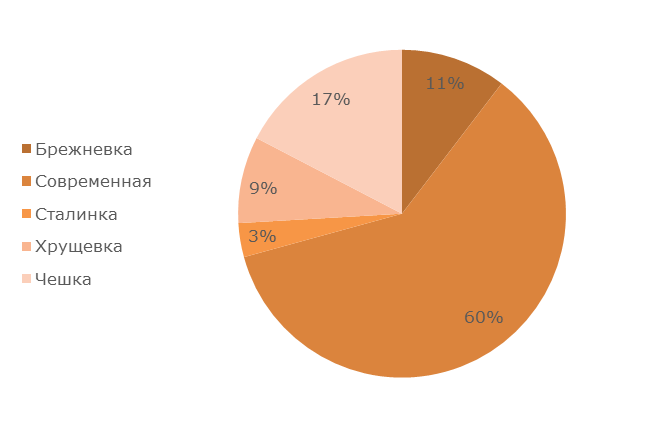 Брежневка
Современная
Сталинка
Хрущевка
Чешка
11%
17%
9%
3%
60%